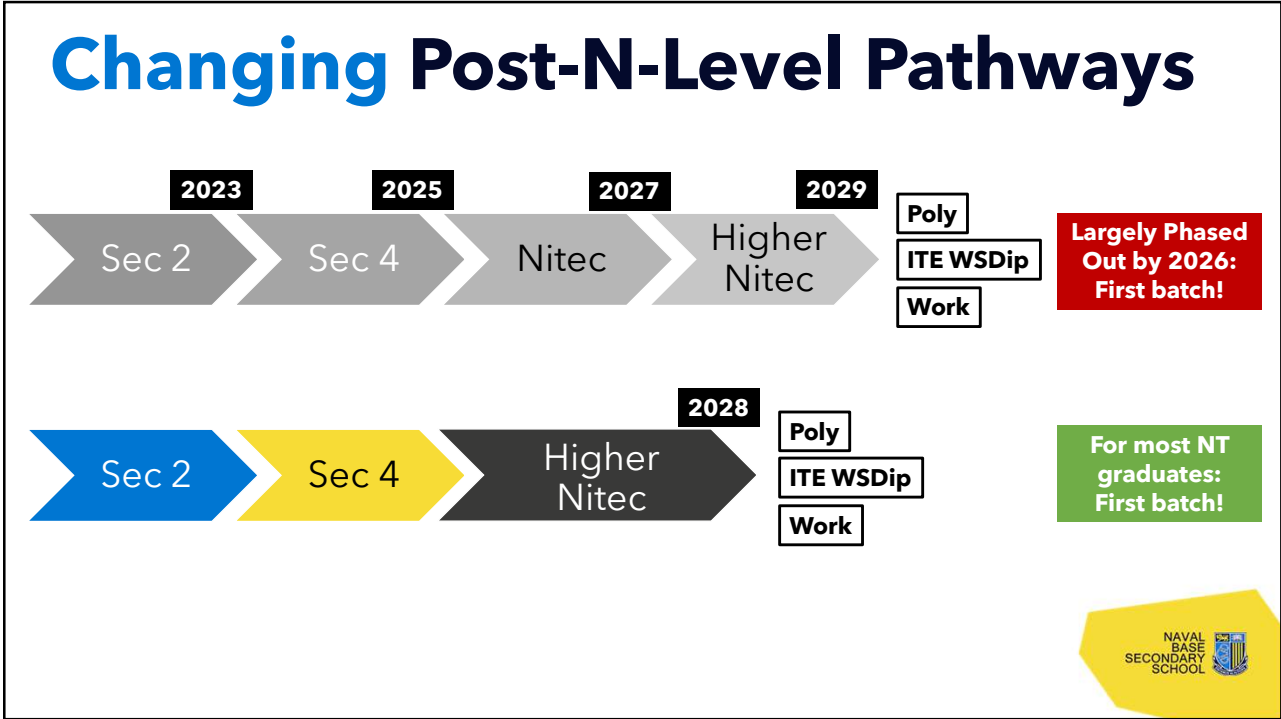 Changing Post-N-Level Pathways
2023
2025
2027
2029
Sec 2
Sec 4
Nitec
Higher
Nitec
Poly
ITE WSDip
Work
Largely Phased
Out by 2026:
First batch!
2028
Sec 2
Sec 4
Higher
Nitec
Poly
ITE WSDip
Work
For most NT
graduates:
First batch!
NAVAL
BASE
SECONDARY
SCHOOL